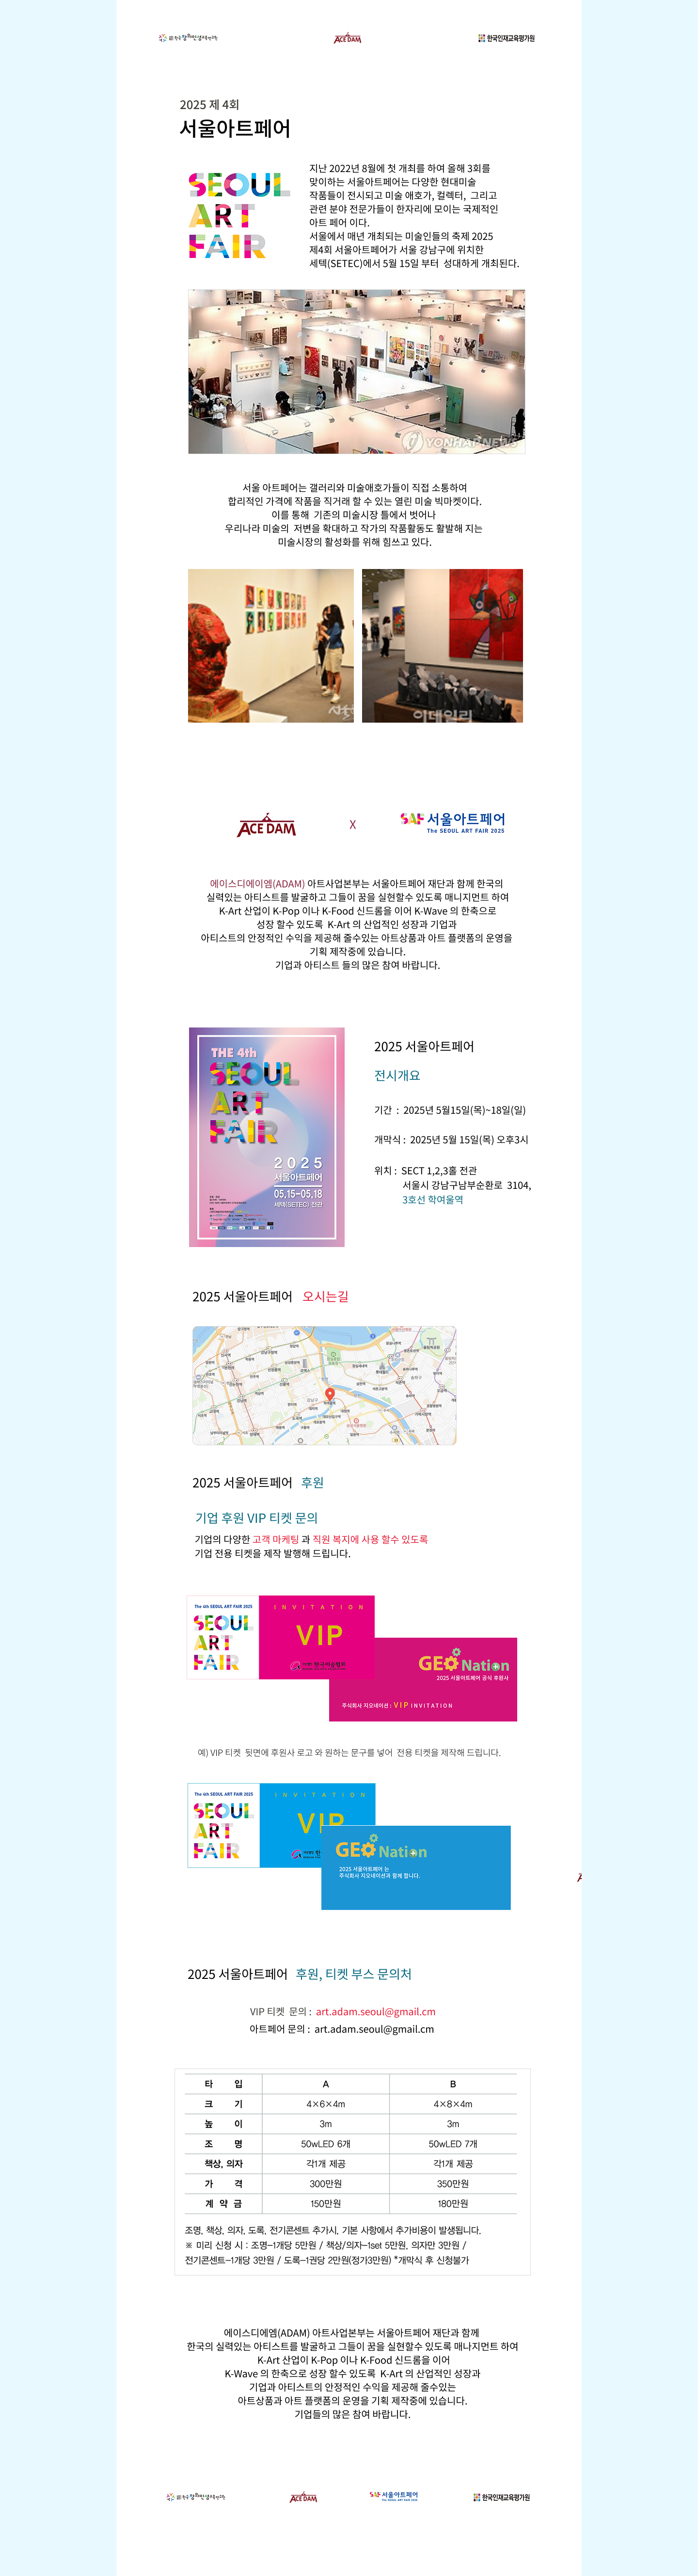 ACE DAM
한국인재교육평가원
2025 제 4회
서울아트페어
SEOUL
ART
FAIR
지난 2022년 8월에 첫 개최를 하여 올해 3회를
맞이하는 서울아트페어는 다양한 현대미술
작품들이 전시되고 미술 애호가, 컬렉터, 그리고
관련 분야 전문가들이 한자리에 모이는 국제적인
아트 페어 이다.
서울에서 매년 개최되는 미술인들의 축제 2025
제4회 서울아트페어가 서울 강남구에 위치한
세텍(SETEC)에서 5월 15일 부터 성대하게 개최된다.
YONHAP NEWS
서울 아트페어는 갤러리와 미술애호가들이 직접 소통하여
합리적인 가격에 작품을 직거래 할 수 있는 열린 미술 빅마켓이다.
이를 통해 기존의 미술시장 틀에서 벗어나
우리나라 미술의 저변을 확대하고 작가의 작품활동도 활발해 지는
미술시장의 활성화를 위해 힘쓰고 있다.
이데일리
ACE DAM
X
SAF 서울아트페어
The SEOUL ART FAIR 2025
에이스디에이엠(ADAM) 아트사업본부는 서울아트페어 재단과 함께 한국의
실력있는 아티스트를 발굴하고 그들이 꿈을 실현할수 있도록 매니지먼트 하여
K-Art 산업이 K-Pop 이나 K-Food 신드롬을 이어 K-Wave 의 한축으로
성장 할수 있도록 K-Art 의 산업적인 성장과 기업과
아티스트의 안정적인 수익을 제공해 줄수있는 아트상품과 아트 플랫폼의 운영을
기획 제작중에 있습니다.
기업과 아티스트 들의 많은 참여 바랍니다.
THE 4th
SEOUL
ART
FAIR
2025
서울아트페어
05.15-05.18
세텍(SETEC) 전관
2025 서울아트페어
전시개요
기간 : 2025년 5월15일(목)~18일(일)
개막식 : 2025년 5월 15일(목) 오후3시
위치 : SECT 1,2,3홀 전관
서울시 강남구남부순환로 3104,
3호선 학여울역
2025 서울아트페어 오시는길
2025 서울아트페어 후원
기업 후원 VIP 티켓 문의
기업의 다양한 고객 마케팅 과 직원 복지에 사용 할수 있도록
기업 전용 티켓을 제작 발행해 드립니다.
The 4th SEOUL ART FAIR 2025
SEOUL
ART
FAIR
INVITATION
VIP
GEO Nation
2025 서울아트페어 공식 후원사
주식회사 지오네이션 : VIP INVITATION
예) VIP 티켓 뒷면에 후원사 로고 와 원하는 문구를 넣어 전용 티켓을 제작해 드립니다.
The 4th SEOUL ART FAIR 2025
SEOUL
ART
FAIR
INVITATION
VIP
GEO Nation
2025 서울아트페어 는
주식회사 지오네이션과 함께 합니다.
2025 서울아트페어 후원, 티켓 부스 문의처
VIP 티켓 문의 : art.adam.seoul@gmail.cm
아트페어 문의 : art.adam.seoul@gmail.cm
타 입 A B
크 기 4×6×4m 4×8×4m
높 이 3m 3m
조 명 50wLED 6개 50wLED 7개
책상, 의자 각1개 제공 각1개 제공
가 격 300만원 350만원
계 약 금 150만원 180만원
조명, 책상, 의자, 도록, 전기콘센트 추가시, 기본 사항에서 추가비용이 발생됩니다.
※ 미리 신청 시 : 조명-1개당 5만원 / 책상/의자-1set 5만원, 의자만 3만원 /
전기콘센트-1개당 3만원 / 도록-1권당 2만원(정가3만원) *개막식 후 신청불가
에이스디에엠(ADAM) 아트사업본부는 서울아트페어 재단과 함께
한국의 실력있는 아티스트를 발굴하고 그들이 꿈을 실현할수 있도록 매나지먼트 하여
K-Art 산업이 K-Pop 이나 K-Food 신드롬을 이어
K-Wave 의 한축으로 성장 할수 있도록 K-Art 의 산업적인 성장과
기업과 아티스트의 안정적인 수익을 제공해 줄수있는
아트상품과 아트 플랫폼의 운영을 기획 제작중에 있습니다.
기업들의 많은 참여 바랍니다.
ACE DAM
SAF 서울아트페어
The SEOUL ART FAIR 2025
한국인재교육평가원